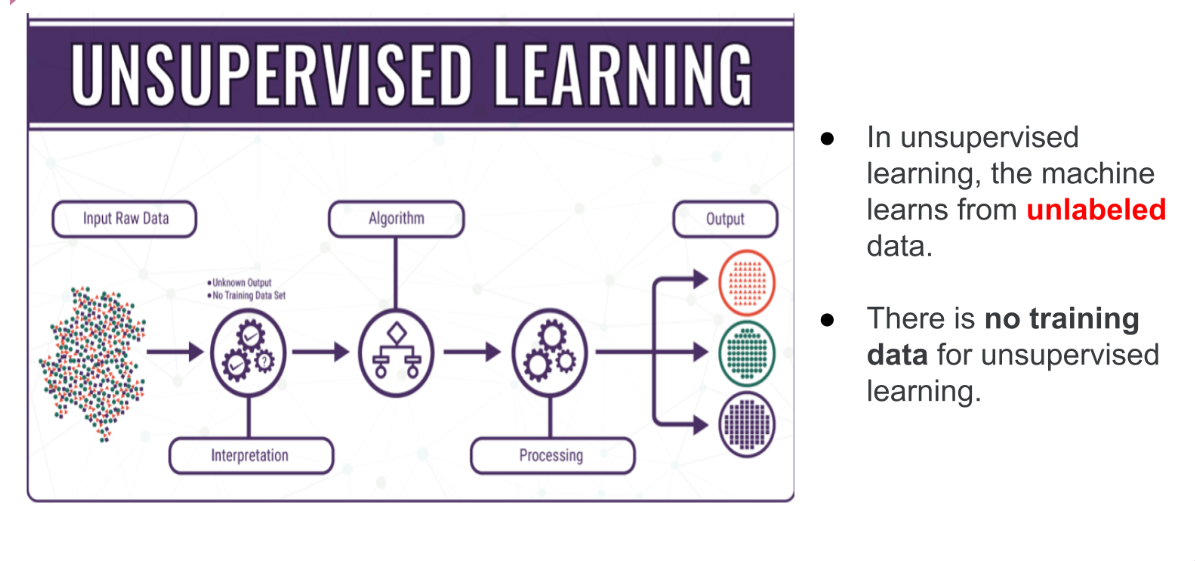 UNSUPERVISED LEARNING
Input Raw Data
Algorithm
Output
•Unknown Output
•No Training Data Set
?
Interpretation
Processing
● In unsupervised
learning, the machine
learns from unlabeled
data.
● There is no training
data for unsupervised
learning.